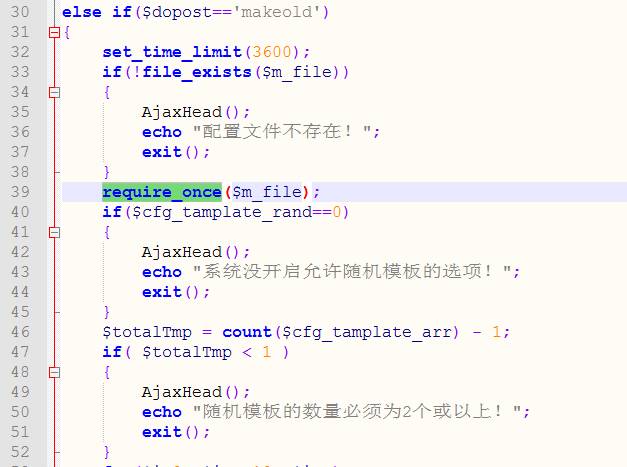 30 else if($dopost=='makeold')
31 {
32 set_time_limit(3600);
33 if(!file_exists($m_file))
34 {
35 AjaxHead();
36 echo "配置文件不存在！";
37 exit();
38 }
39 require_once($m_file);
40 if($cfg_tamplate_rand==0)
41 {
42 AjaxHead();
43 echo "系统没开启允许随机模板的选项！";
44 exit();
45 }
46 $totalTmp = count($cfg_tamplate_arr) - 1;
47 if( $totalTmp < 1 )
48 {
49 AjaxHead();
50 echo "随机模板的数量必须为2个或以上！";
51 exit();
52 }